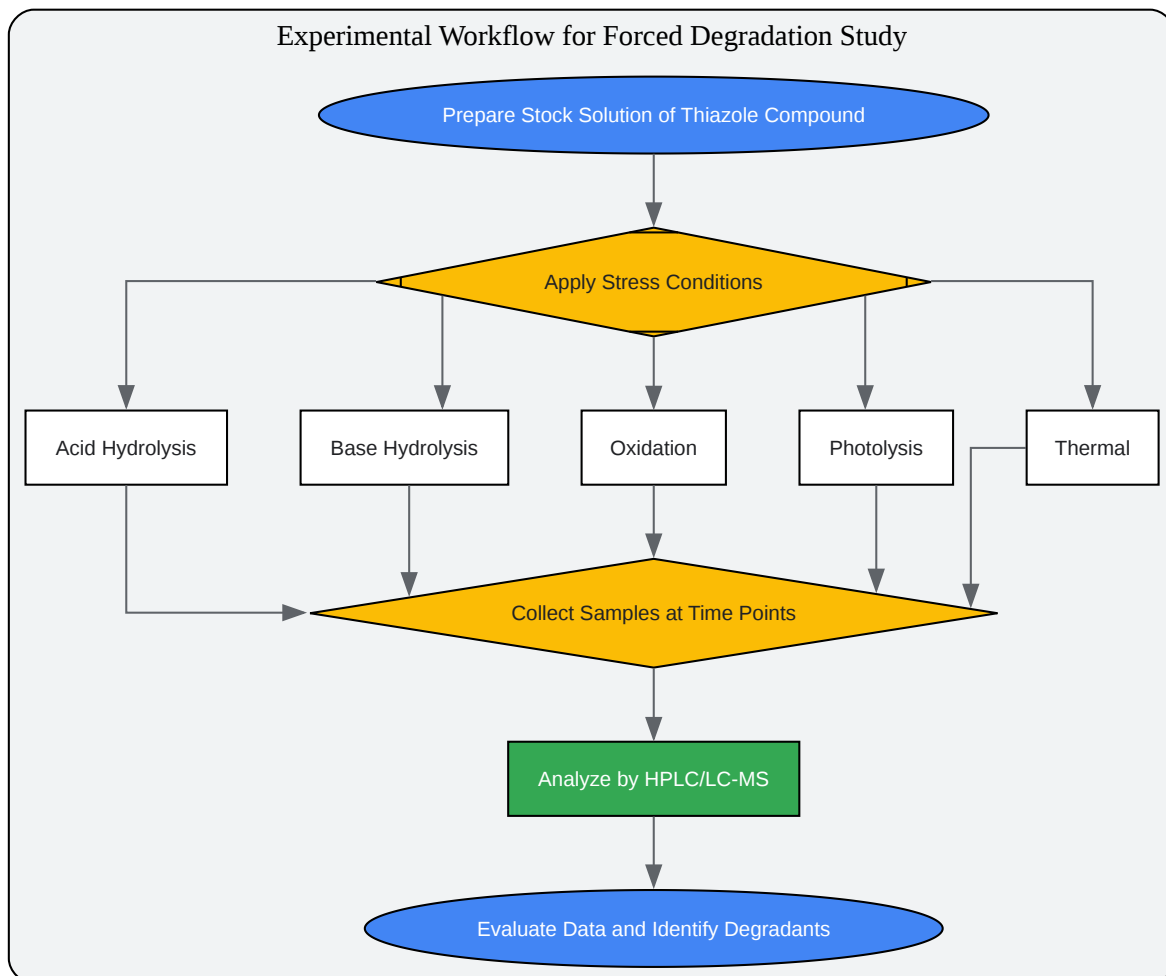 Experimental Workflow for Forced Degradation Study
Prepare Stock Solution of Thiazole Compound
Apply Stress Conditions
Acid Hydrolysis
Base Hydrolysis
Oxidation
Photolysis
Thermal
Collect Samples at Time Points
Analyze by HPLC/LC-MS
Evaluate Data and Identify Degradants